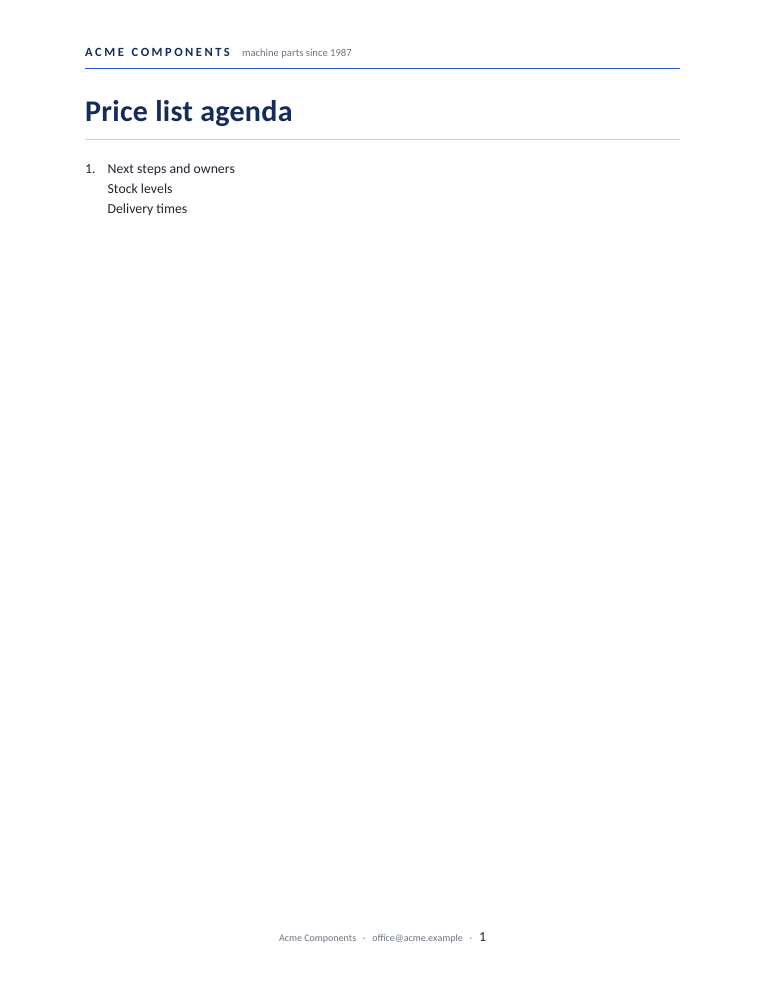 ACME COMPONENTS machine parts since 1987
Price list agenda
1. Next steps and owners
Stock levels
Delivery times
Acme Components · office@acme.example · 1